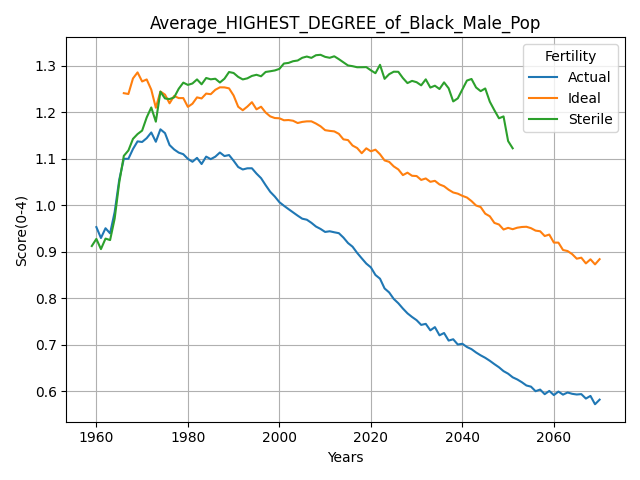 Average_HIGHEST_DEGREE_of_Black_Male_Pop
Fertility
Actual
Ideal
Sterile
Score(0-4)
1.3
1.2
1.1
1.0
0.9
0.8
0.7
0.6
1960 1980 2000 2020 2040 2060
Years